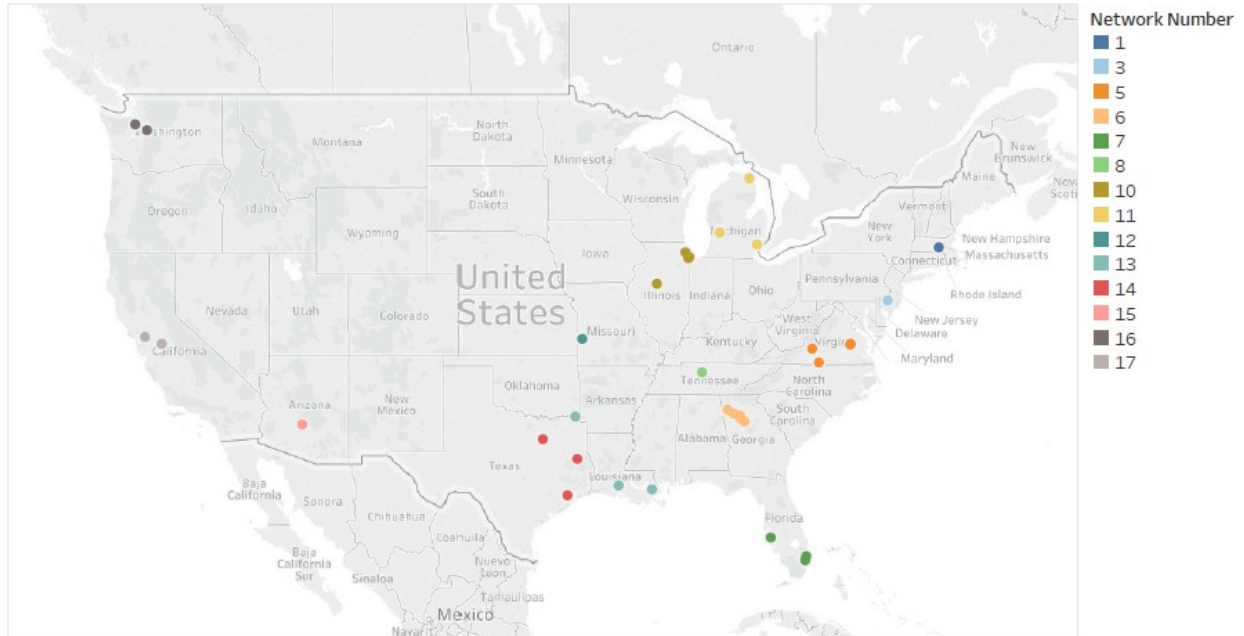 Network Number
1
3
5
6
7
8
10
11
12
13
14
15
16
17
Ontario
New
Brunswick
Maine
Washington
Montana
North
Dakota
Minnesota
Vermont
Oregon
Idaho
South
Dakota
Wisconsin
Michigan
New
York
New Hampshire
Massachusetts
Connecticut
Rhode Island
Wyoming
Iowa
Pennsylvania
United
States
Illinois
Indiana
Ohio
New Jersey
Delaware
Maryland
Nevada
Utah
Colorado
Missouri
West
Virginia
Virginia
Kentucky
California
Oklahoma
Arkansas
Tennessee
North
Carolina
South
Carolina
Arizona
New
Mexico
Alabama
Georgia
Texas
Louisiana
Florida
Baja
California
Sonora
Chihuahua
Coahuila
Baja
California
Sur
Sinaloa
Nuevo
Leon
Tamaulipas
Mexico